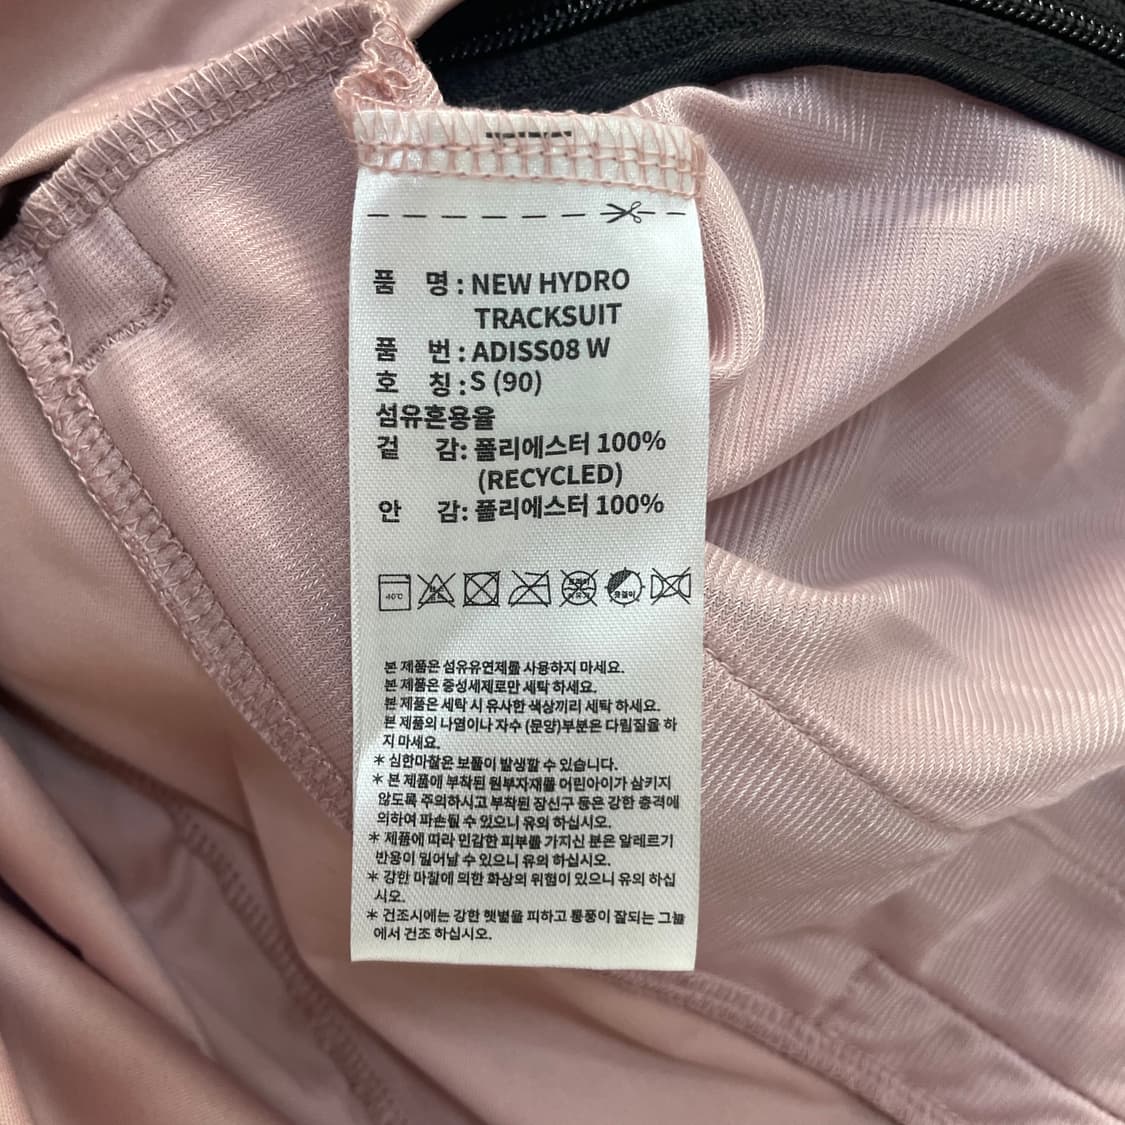 품 명 : NEW HYDRO
TRACKSUIT
품 번 : ADISS08 W
호 칭 : S (90)
섬유혼용율
겉 감: 폴리에스터 100%
(RECYCLED)
안 감: 폴리에스터 100%
40℃
본 제품은 섬유유연제를 사용하지 마세요.
본 제품은 중성세제로만 세탁 하세요.
본 제품은 세탁 시 유사한 색상끼리 세탁 하세요.
본 제품의 나염이나 자수 (문양)부분은 다림질을 하
지 마세요.
* 심한마찰은 보풀이 발생할 수 있습니다.
* 본 제품에 부착된 원부자재를 어린아이가 삼키지
않도록 주의하시고 부착된 장신구 등은 강한 충격에
의하여 파손될 수 있으니 유의 하십시오.
* 제품에 따라 민감한 피부를 가지신 분은 알레르기
반응이 일어날 수 있으니 유의 하십시오.
* 강한 마찰에 의한 화상의 위험이 있으니 유의 하십
시오.
* 건조시에는 강한 햇볕을 피하고 통풍이 잘되는 그늘
에서 건조 하십시오.